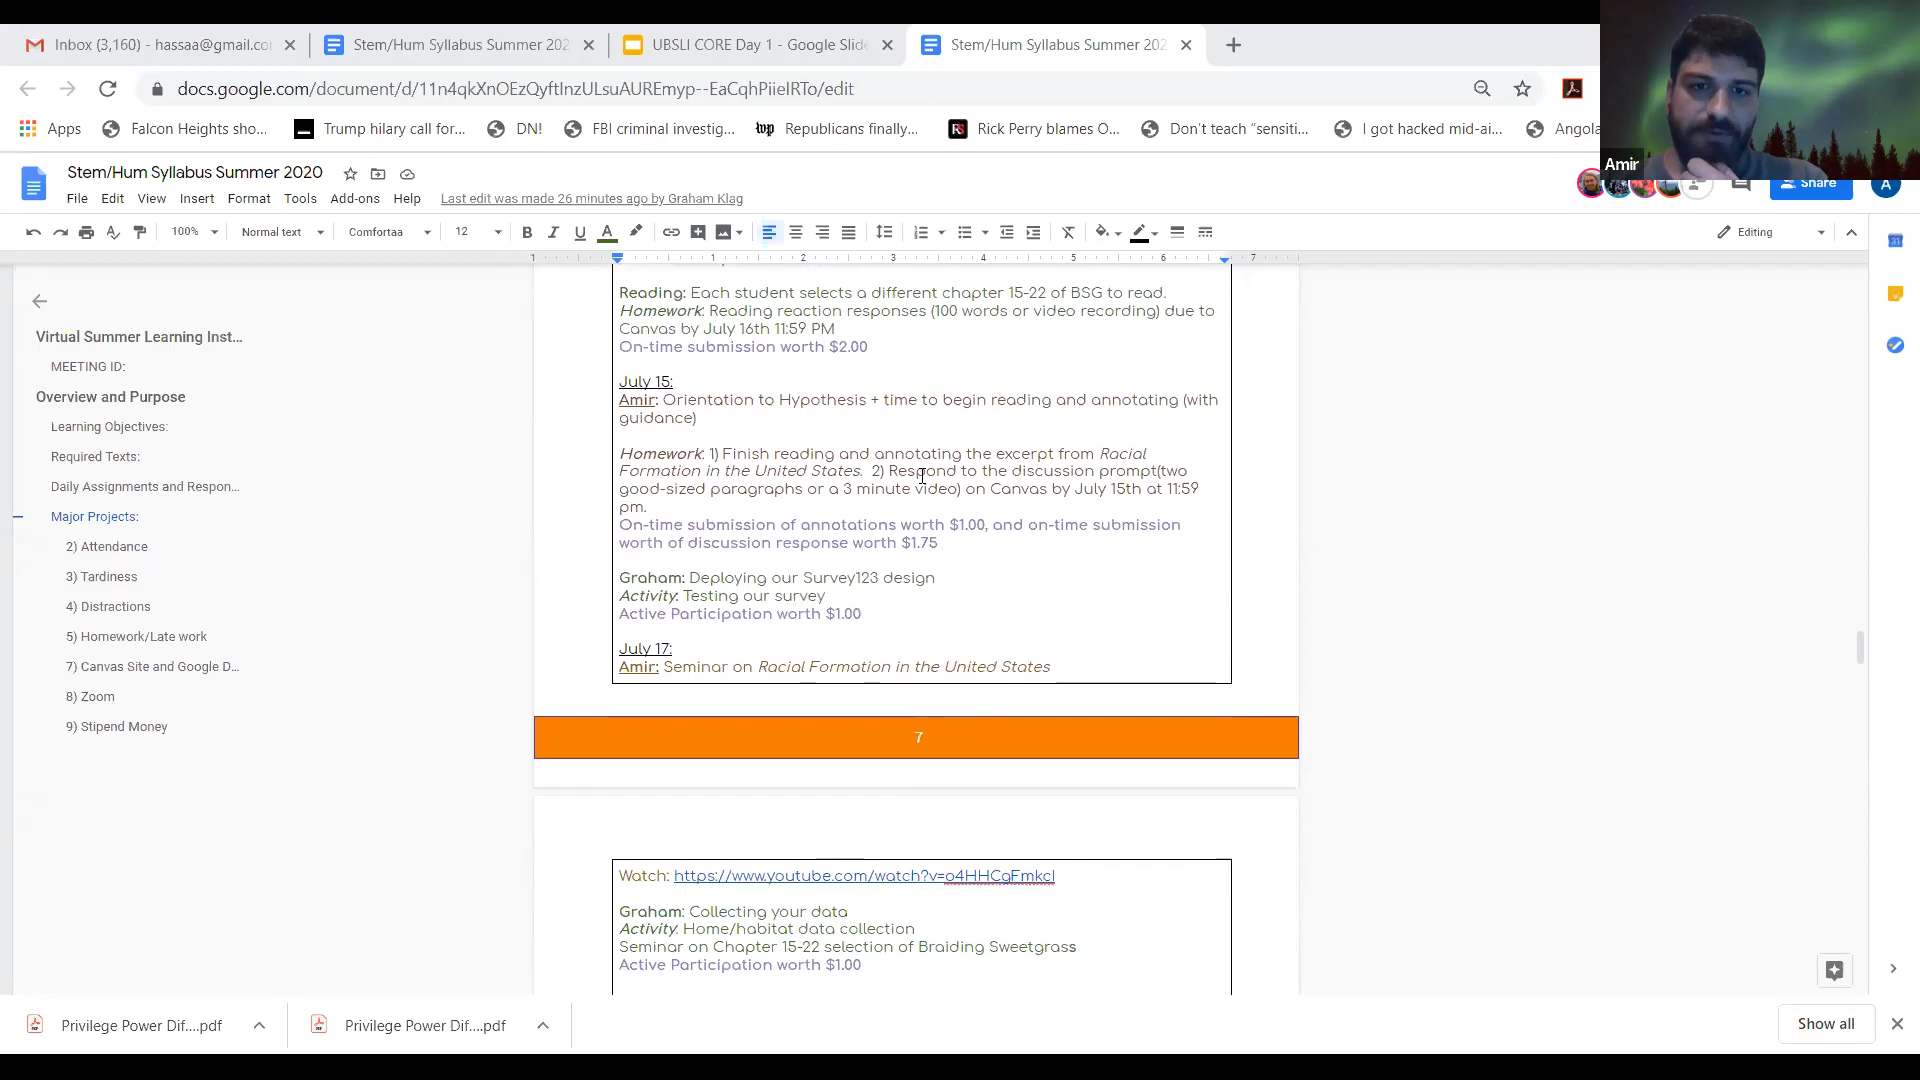 Inbox (3,160) - hassaa@gmail.co
Stem/Hum Syllabus Summer 202
UBSLI CORE Day 1 - Google Slide
Stem/Hum Syllabus Summer 202
docs.google.com/document/d/11n4qkXnOEzQyftInzULsuAUREmyp--EaCqhPiielRTo/edit
Apps
Falcon Heights sho...
Trump hilary call for...
DN!
FBI criminal investig...
wp
Republicans finally...
RS
Rick Perry blames O...
Don't teach "sensiti...
I got hacked mid-ai...
Angola
Amir
Stem/Hum Syllabus Summer 2020
Share
A
File Edit View Insert Format Tools Add-ons Help
Last edit was made 26 minutes ago by Graham Klag
100%
Normal text
Comfortaa
12
B I U A
Editing
1 1 2 3 4 5 6 7
Virtual Summer Learning Inst...
MEETING ID:
Overview and Purpose
Learning Objectives:
Required Texts:
Daily Assignments and Respon...
Major Projects:
2) Attendance
3) Tardiness
4) Distractions
5) Homework/Late work
7) Canvas Site and Google D...
8) Zoom
9) Stipend Money
Reading: Each student selects a different chapter 15-22 of BSG to read.
Homework: Reading reaction responses (100 words or video recording) due to
Canvas by July 16th 11:59 PM
On-time submission worth $2.00
July 15:
Amir: Orientation to Hypothesis + time to begin reading and annotating (with
guidance)
Homework: 1) Finish reading and annotating the excerpt from Racial
Formation in the United States. 2) Respond to the discussion prompt(two
good-sized paragraphs or a 3 minute video) on Canvas by July 15th at 11:59
pm.
On-time submission of annotations worth $1.00, and on-time submission
worth of discussion response worth $1.75
Graham: Deploying our Survey123 design
Activity: Testing our survey
Active Participation worth $1.00
July 17:
Amir: Seminar on Racial Formation in the United States
7
Watch: https://www.youtube.com/watch?v=o4HHCgFmkcI
Graham: Collecting your data
Activity: Home/habitat data collection
Seminar on Chapter 15-22 selection of Braiding Sweetgrass
Active Participation worth $1.00
Privilege Power Dif....pdf
Privilege Power Dif....pdf
Show all